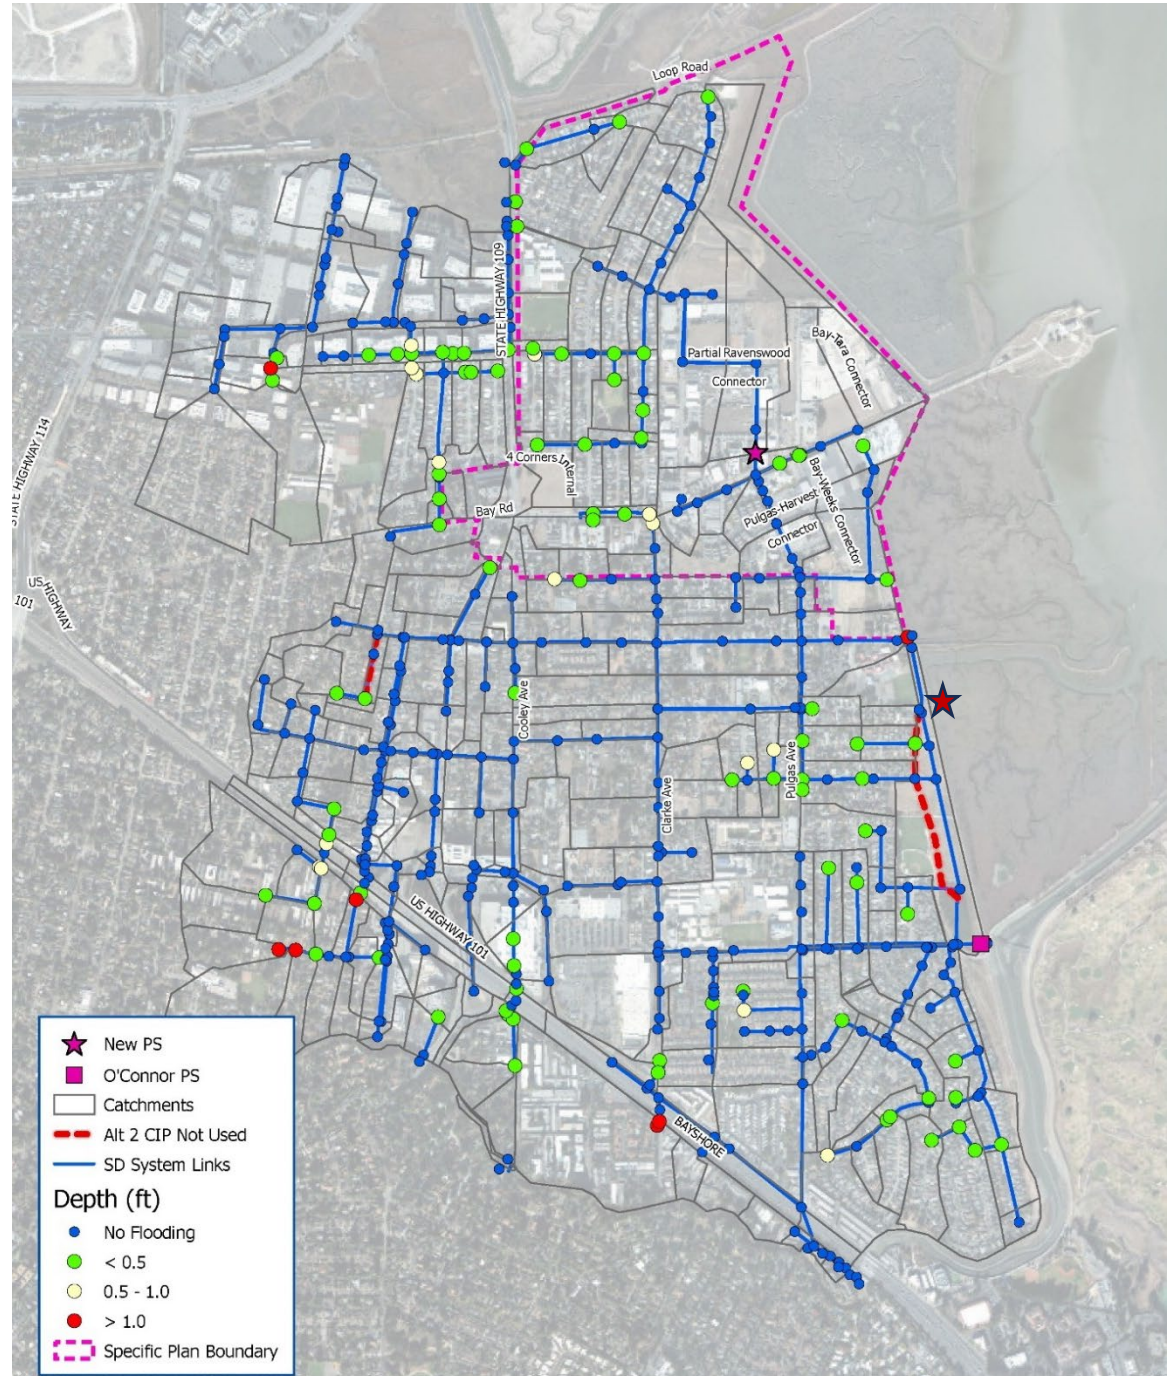 Loop Road
STATE HIGHWAY 109
Bay-Tara Connector
Partial Ravenswood
Connector
STATE HIGHWAY 114
4 Corners Internal
Bay-Weeks Connector
Pulgas-Harvest
Connector
Bay Rd
US HIGHWAY
101
Cooley Ave
Pulgas Ave
Clarke Ave
US HIGHWAY 101
BAYSHORE
New PS
O'Connor PS
Catchments
Alt 2 CIP Not Used
SD System Links
Depth (ft)
No Flooding
< 0.5
0.5 - 1.0
> 1.0
Specific Plan Boundary